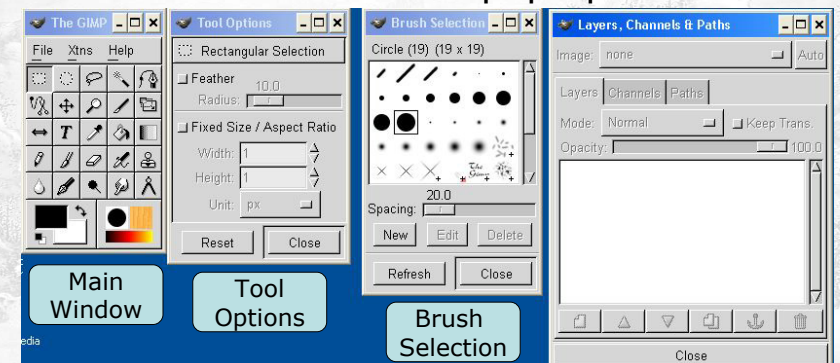 The GIMP
File Xtns Help
Main
Window
Tool Options
Rectangular Selection
Feather
10.0
Radius:
Fixed Size / Aspect Ratio
Width: 1
Height: 1
Unit: px
Reset Close
Tool
Options
Brush Selection
Circle (19) (19 x 19)
The
Gimp
20.0
Spacing:
New Edit Delete
Refresh Close
Brush
Selection
Layers, Channels & Paths
Image: none Auto
Layers Channels Paths
Mode: Normal Keep Trans.
Opacity: 100.0
Close
edia